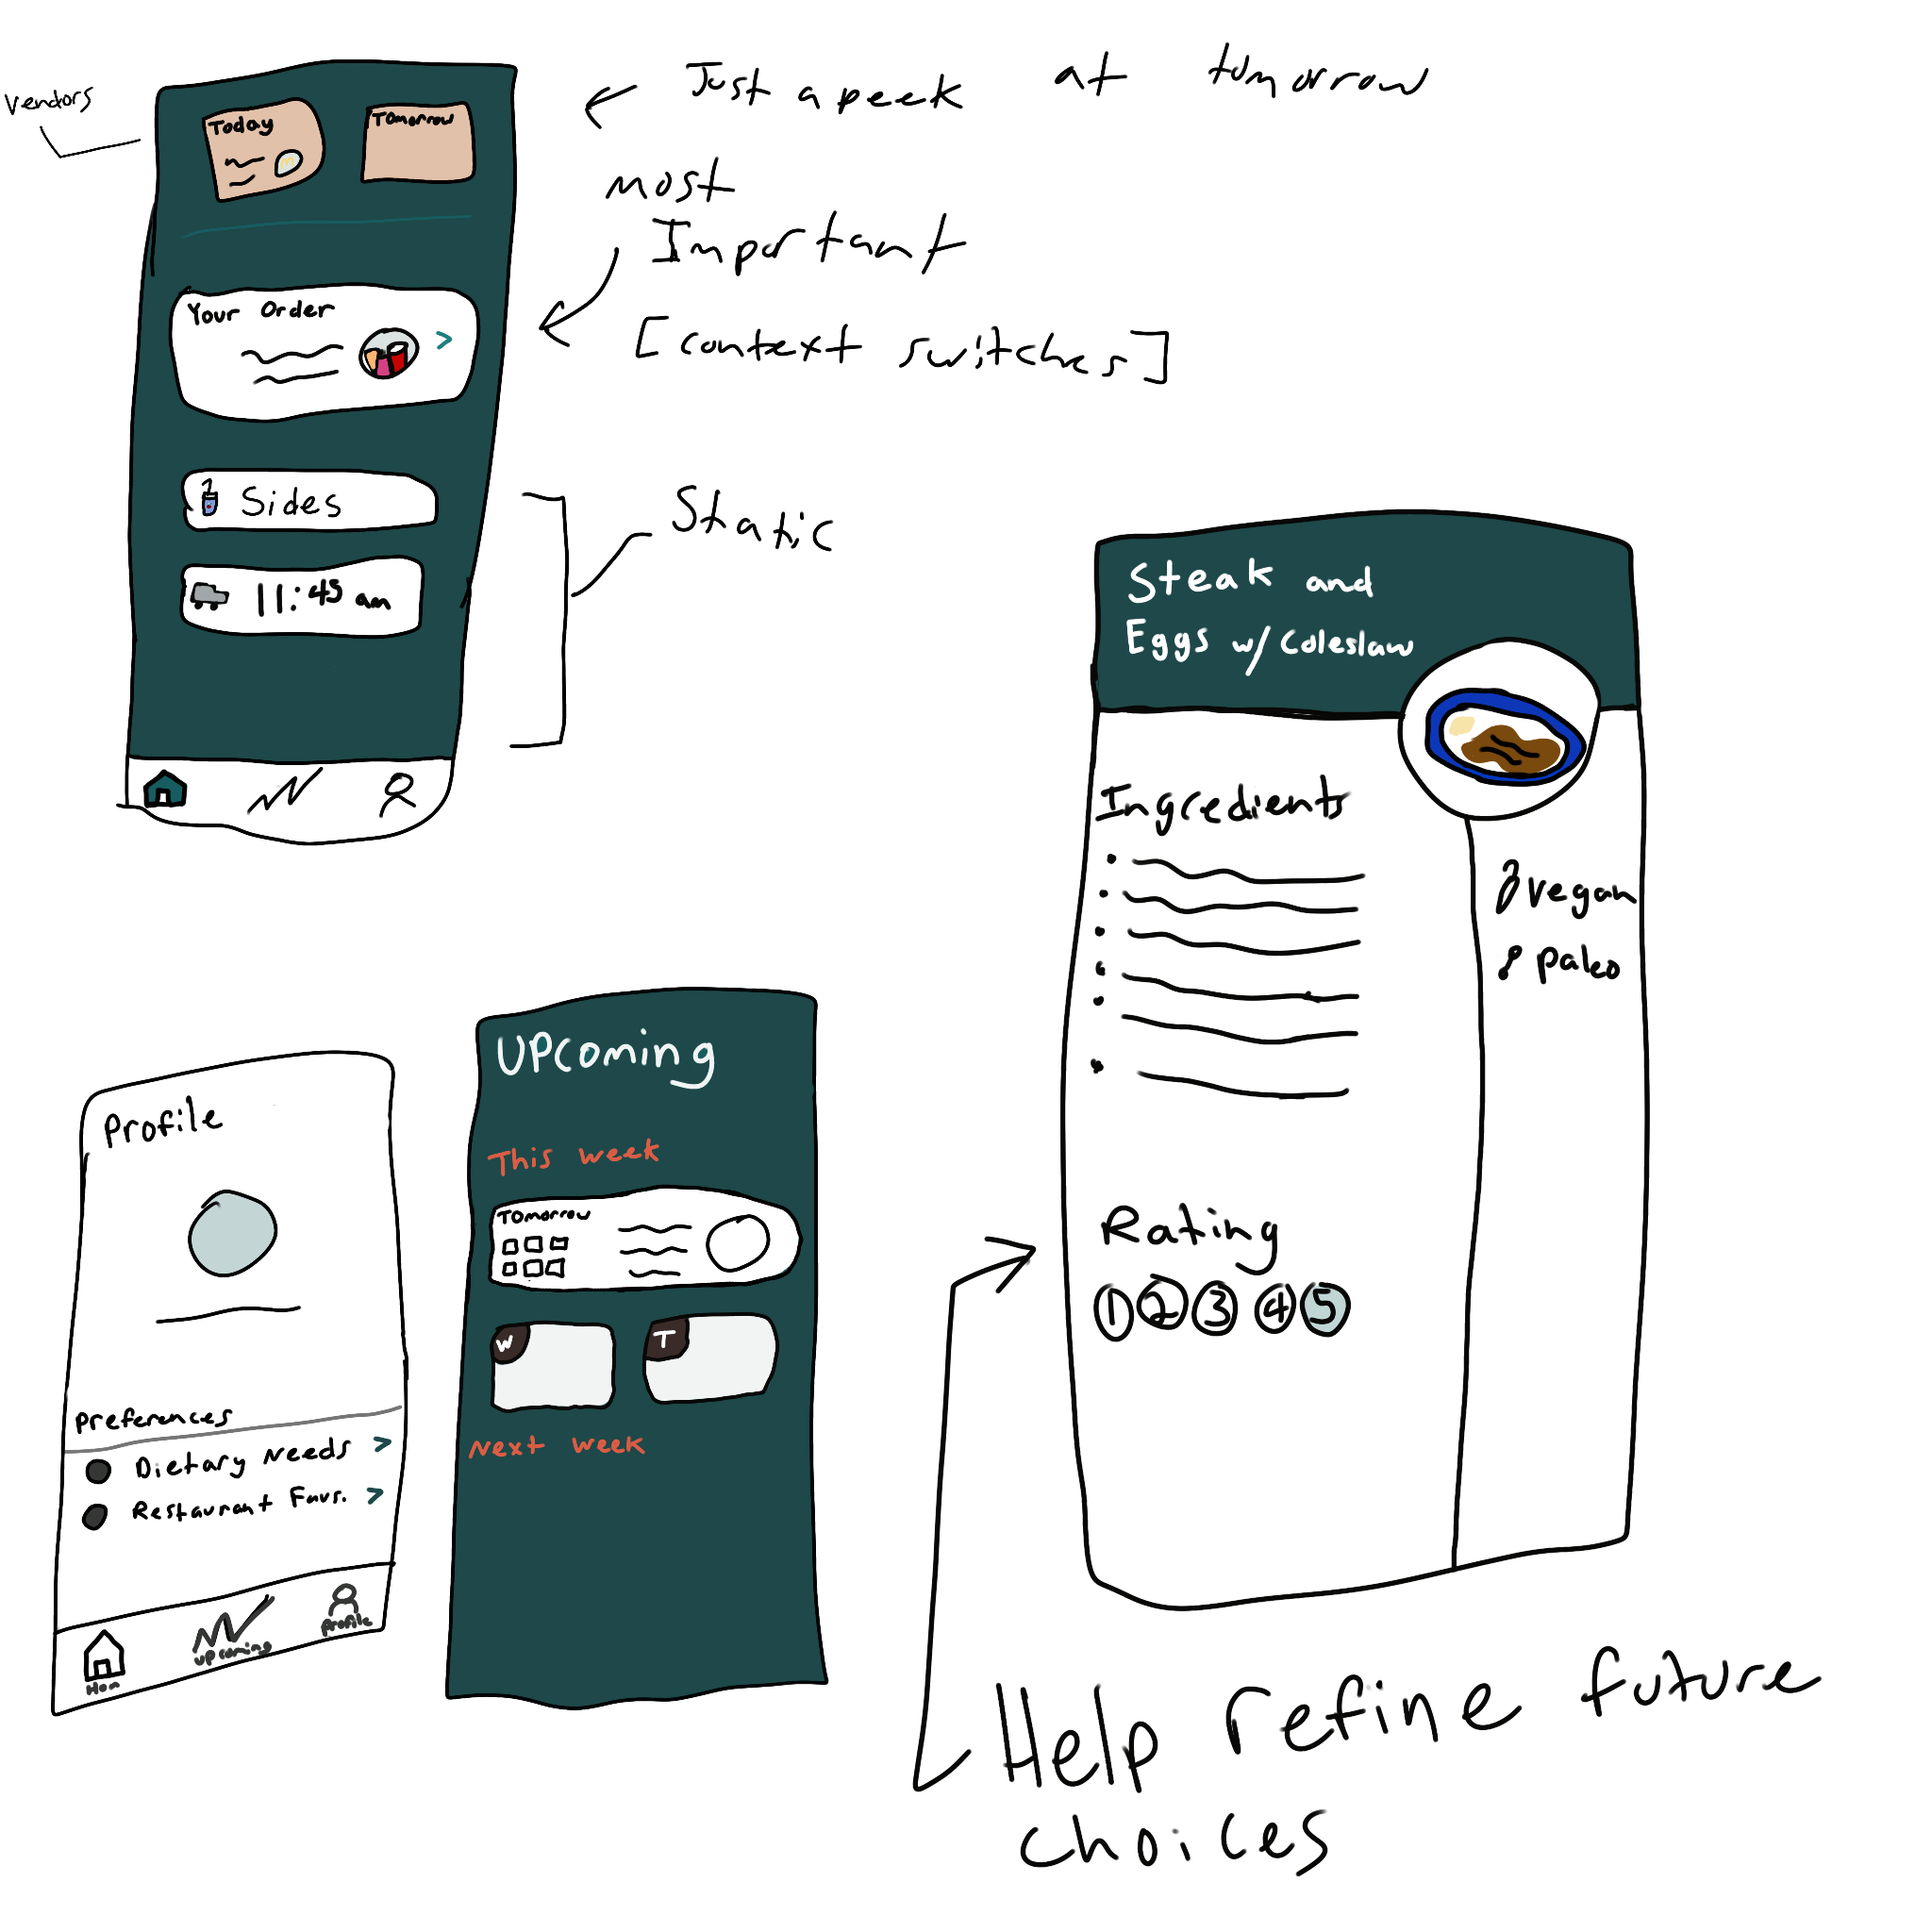 vendors
Today
Tomorrow
← Just a peek at tomorrow
most
Important
[context switches]
Your Order
>
Sides
11:45 am
Static
Steak and
Eggs w/ Coleslaw
Ingredients
vegan
paleo
Rating
1 2 3 4 5
Profile
Preferences
Dietary Needs >
Restaurant Favs. >
Hom
upcoming
profile
UPcoming
This week
Tomorrow
W
T
Next week
Help refine future
choices